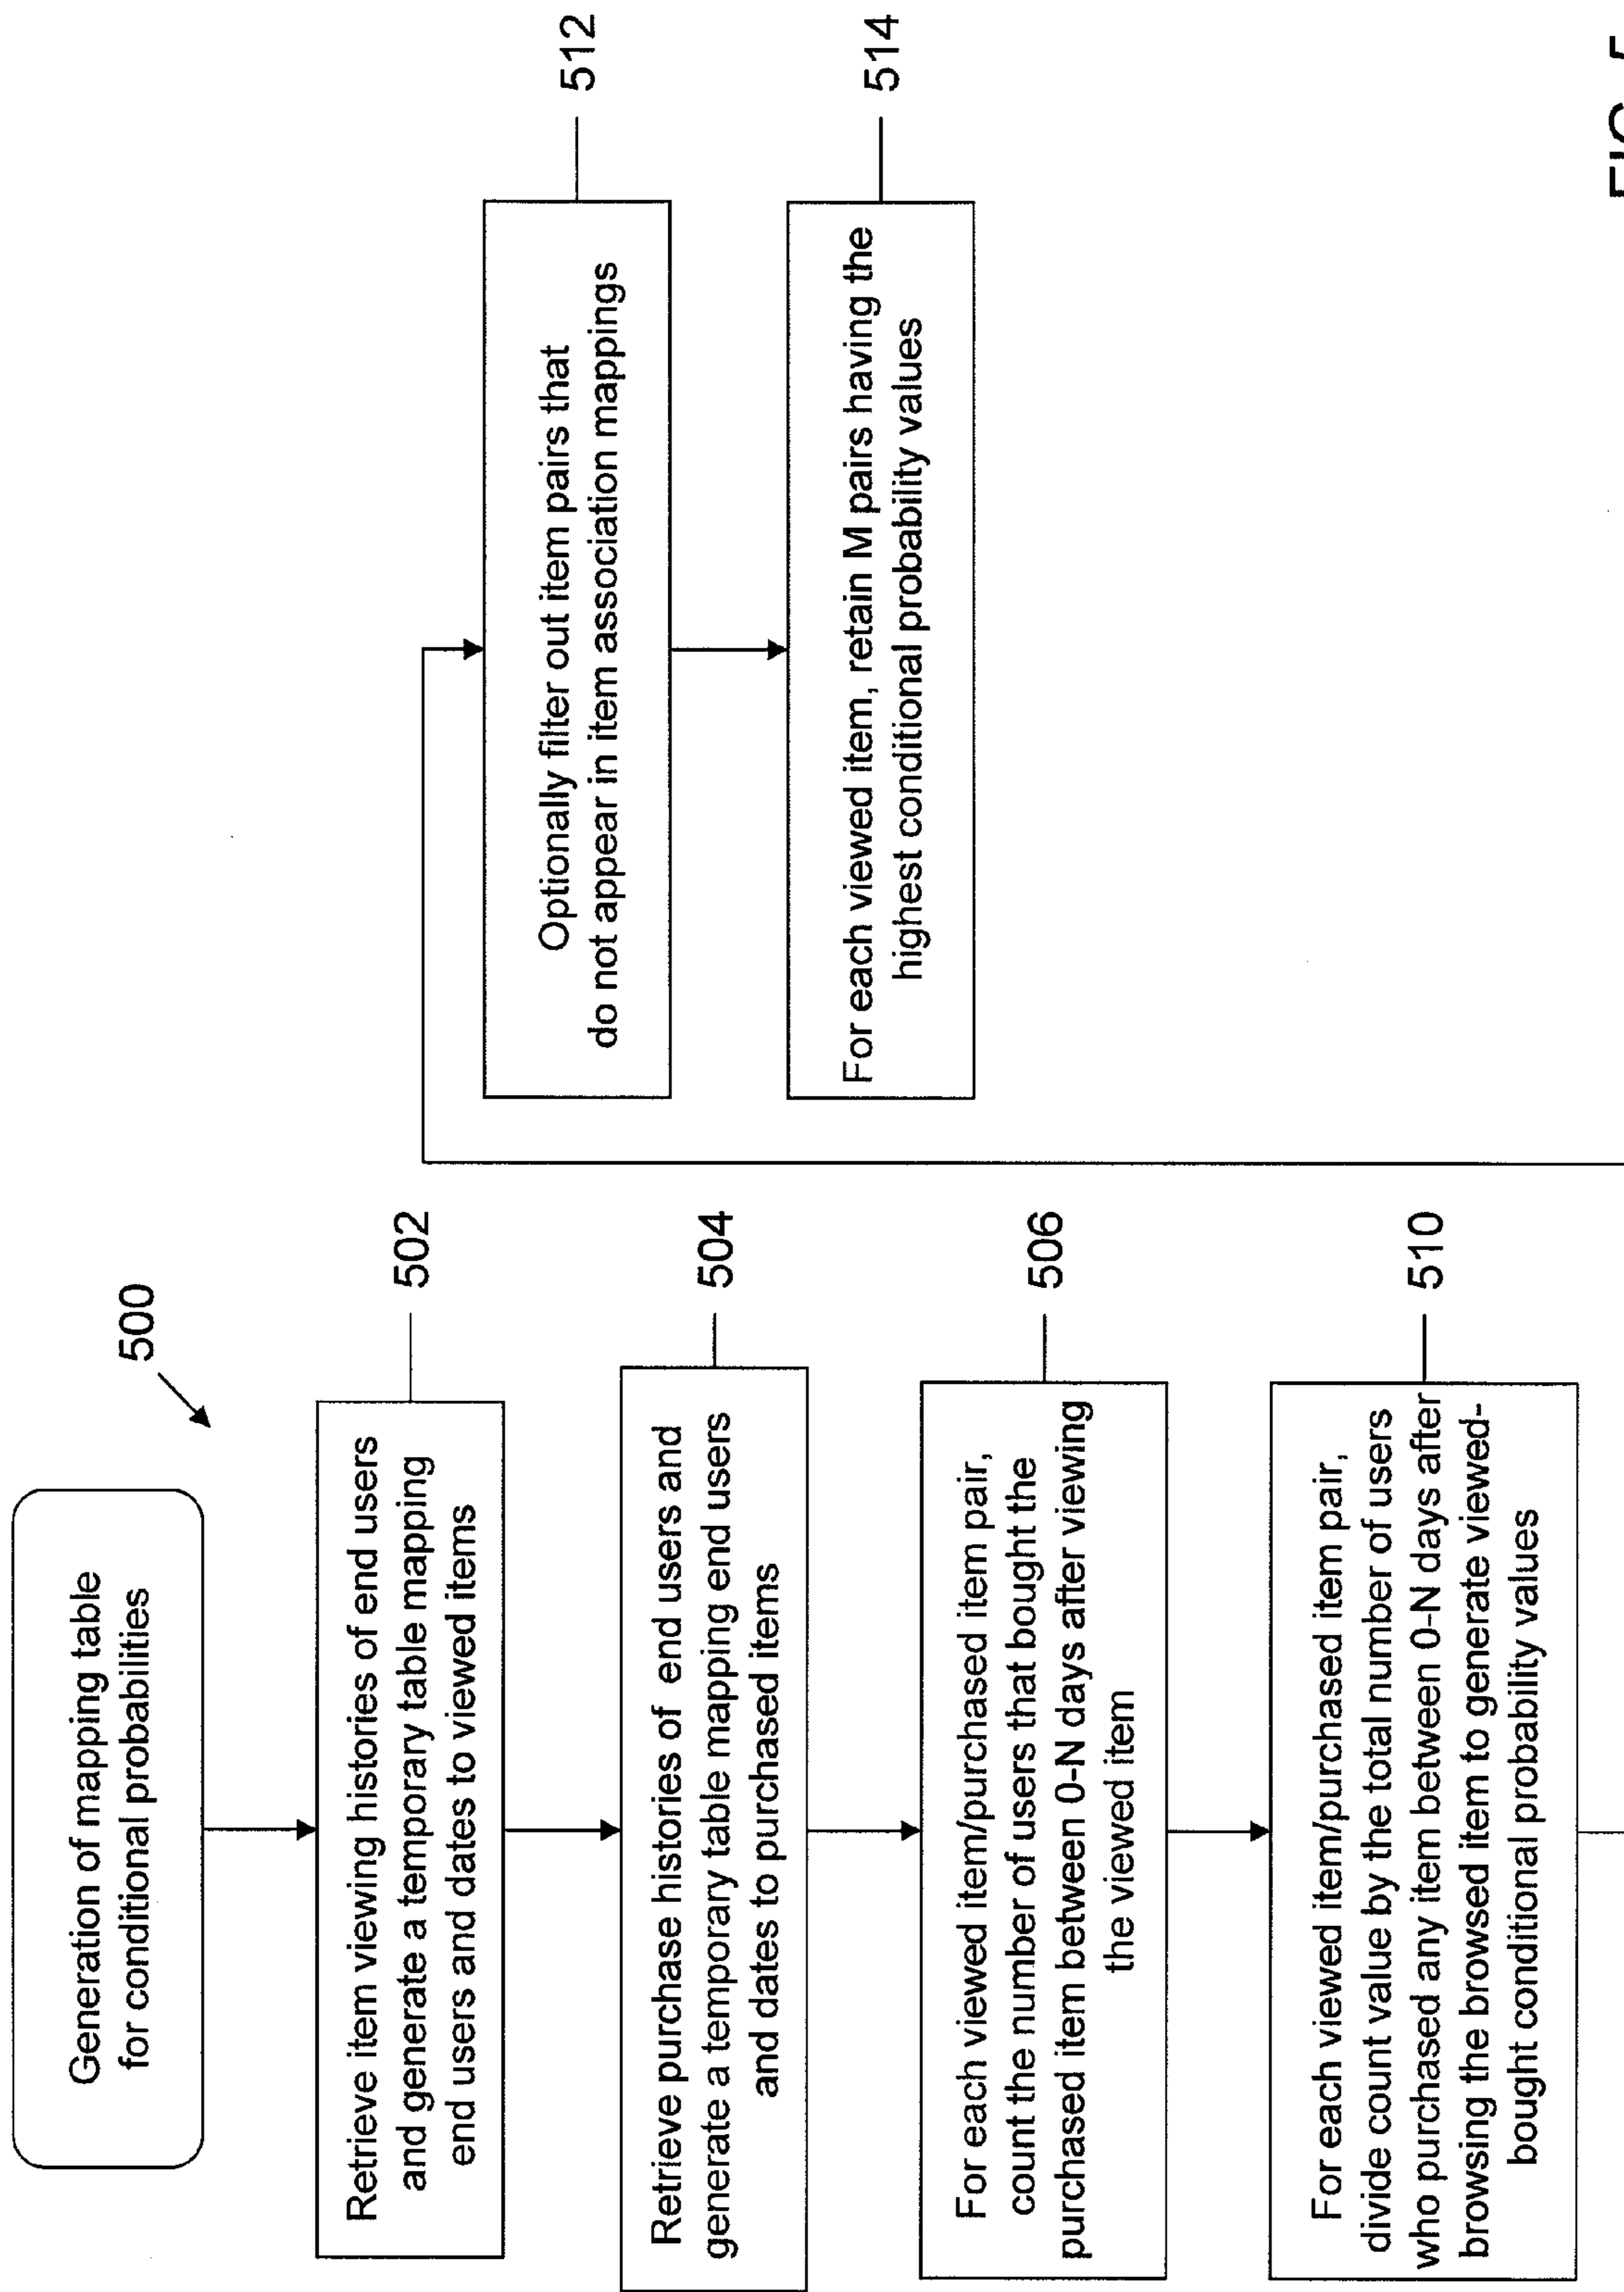 500
Generation of mapping table
for conditional probabilities
Retrieve item viewing histories of end users
and generate a temporary table mapping
end users and dates to viewed items
502
Retrieve purchase histories of end users and
generate a temporary table mapping end users
and dates to purchased items
504
For each viewed item/purchased item pair,
count the number of users that bought the
purchased item between 0-N days after viewing
the viewed item
506
For each viewed item/purchased item pair,
divide count value by the total number of users
who purchased any item between 0-N days after
browsing the browsed item to generate viewed-
bought conditional probability values
510
Optionally filter out item pairs that
do not appear in item association mappings
512
For each viewed item, retain M pairs having the
highest conditional probability values
514
FIG.